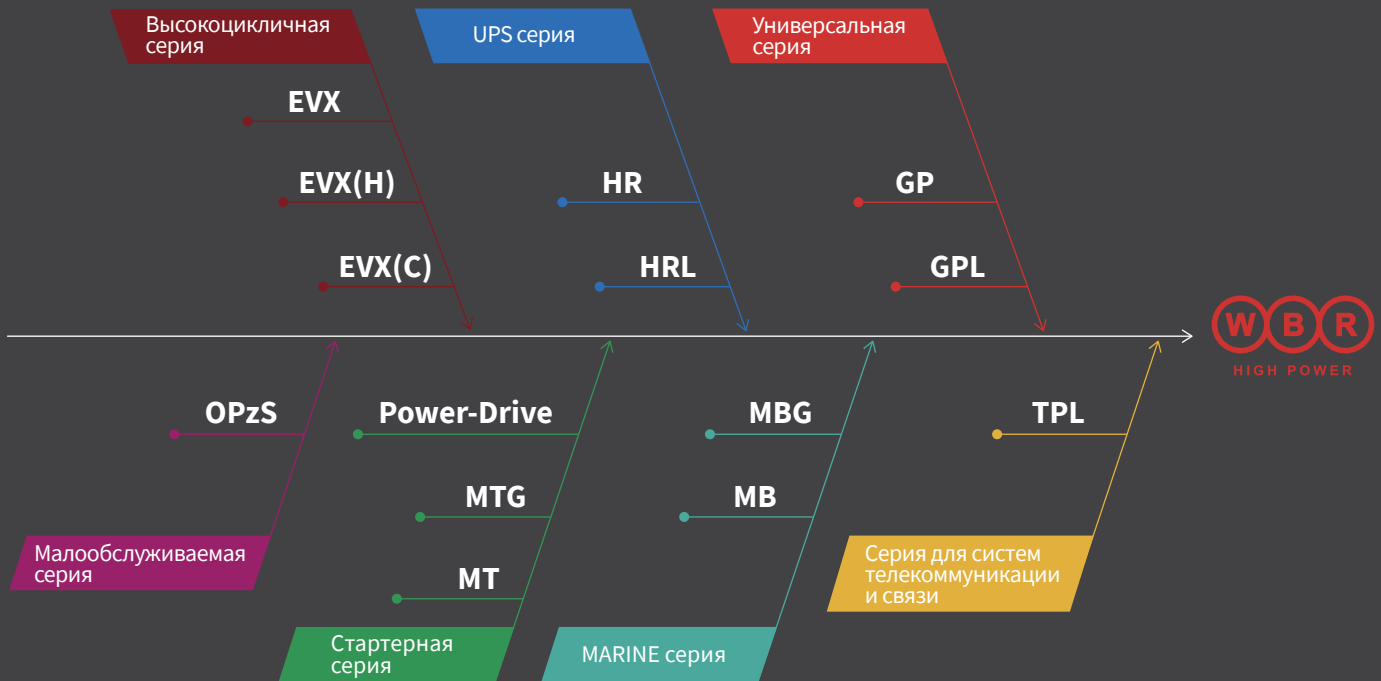 Высокоцикличная
серия
EVX
EVX(H)
EVX(C)
UPS серия
HR
HRL
Универсальная
серия
GP
GPL
WBR
HIGH POWER
OPzS
Малообслуживаемая
серия
Power-Drive
MTG
MT
Стартерная
серия
MBG
MB
MARINE серия
TPL
Серия для систем
телекоммуникации
и связи